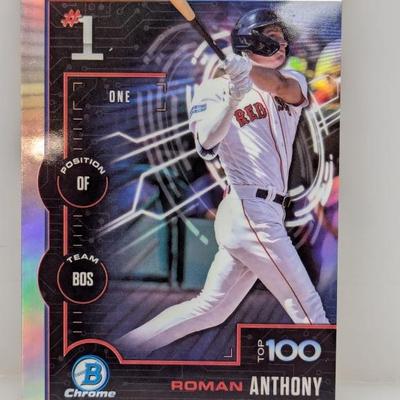 #1
ONE
POSITION
OF
TEAM
BOS
RED SOX
TOP 100
B
Chrome
ROMAN ANTHONY